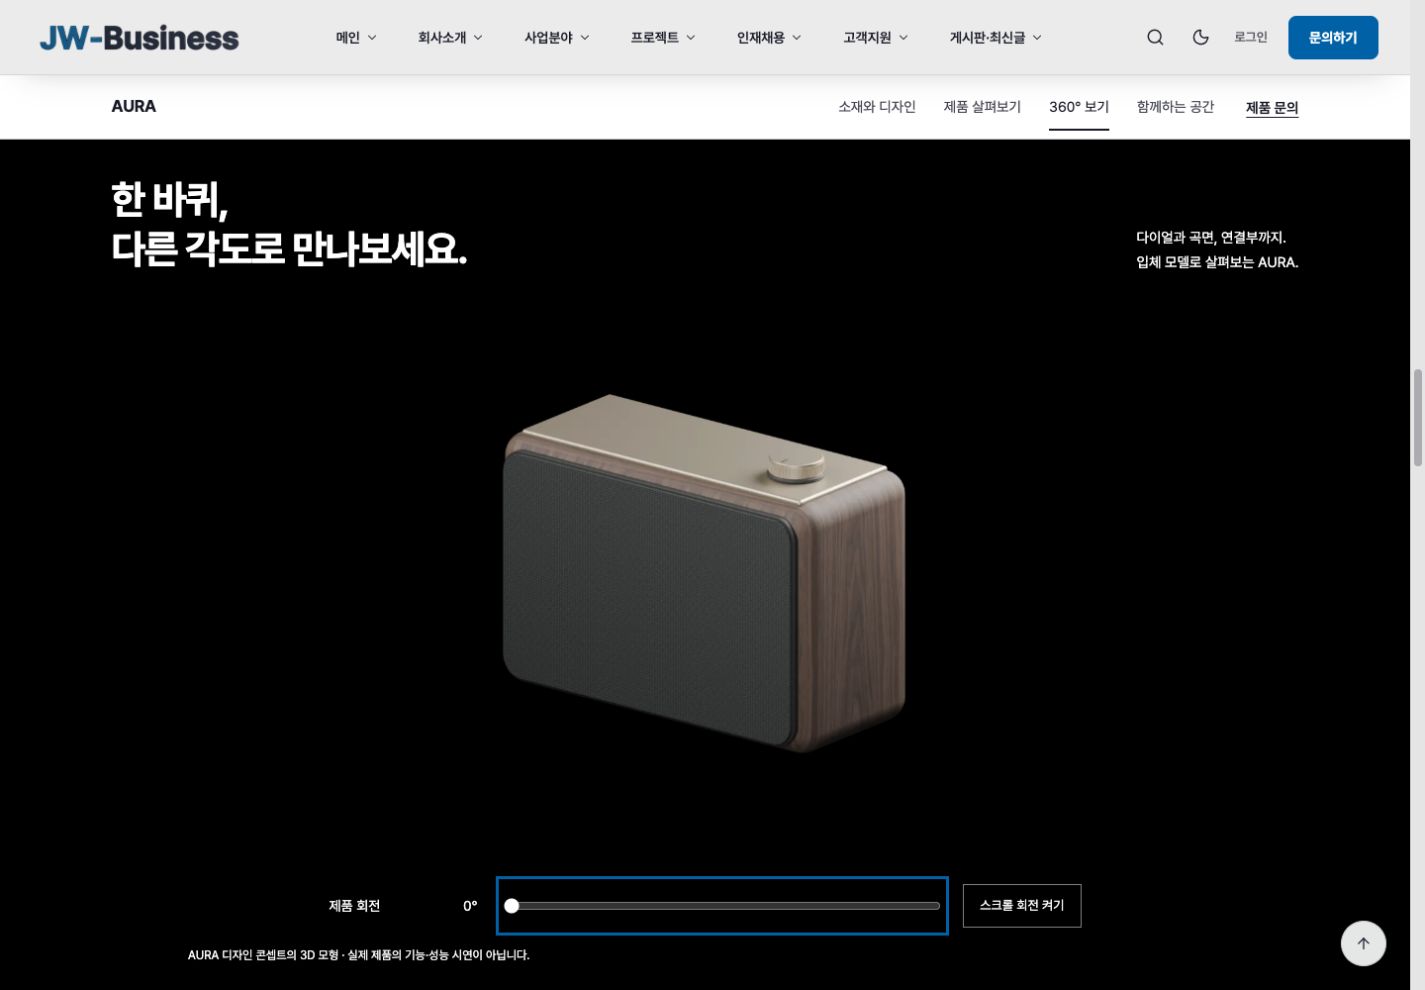 JW-Business
메인
회사소개
사업분야
프로젝트
인재채용
고객지원
게시판·최신글
로그인
문의하기
AURA
소재와 디자인
제품 살펴보기
360° 보기
함께하는 공간
제품 문의
한 바퀴,
다른 각도로 만나보세요.
다이얼과 곡면, 연결부까지.
입체 모델로 살펴보는 AURA.
제품 회전
0°
스크롤 회전 켜기
AURA 디자인 콘셉트의 3D 모형 · 실제 제품의 기능·성능 시연이 아닙니다.